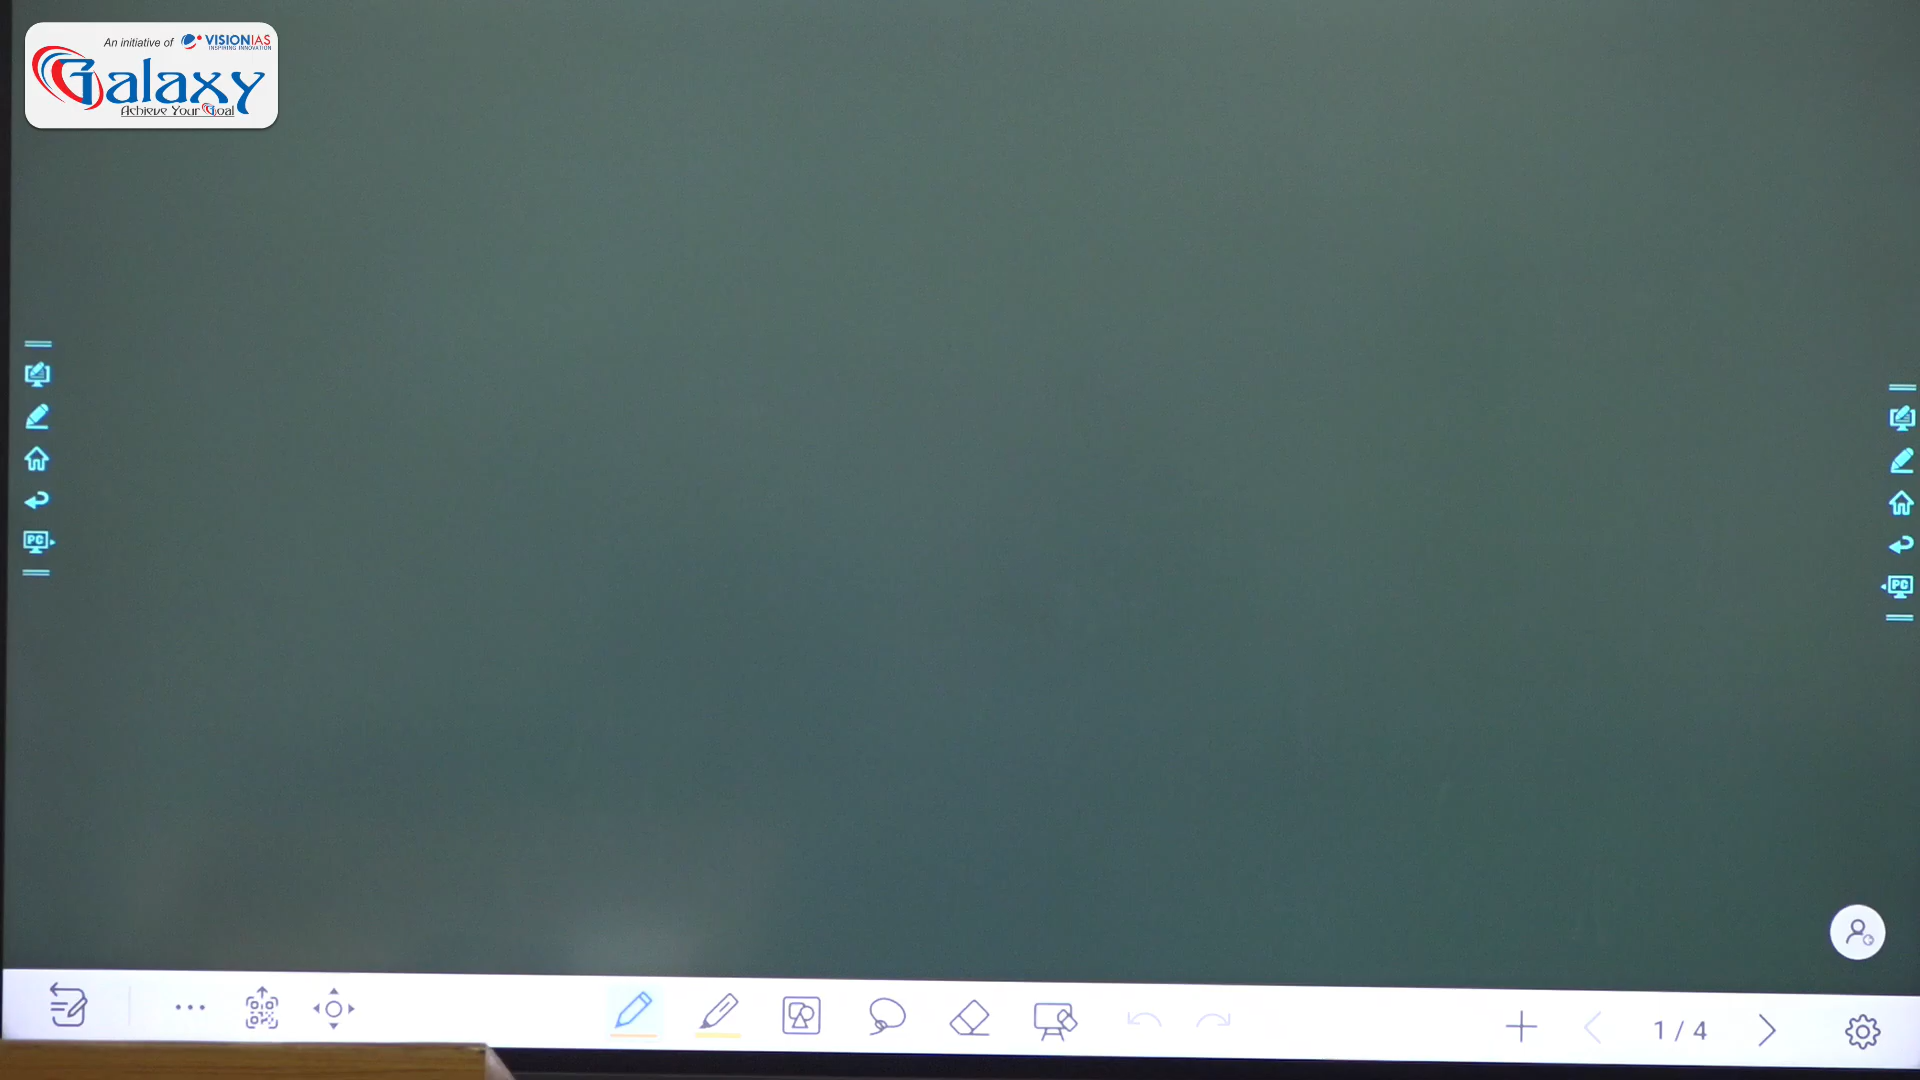 An initiative of VISIONIAS
INSPIRING INNOVATION
Galaxy
Achieve Your Goal
PC
PC
1 / 4